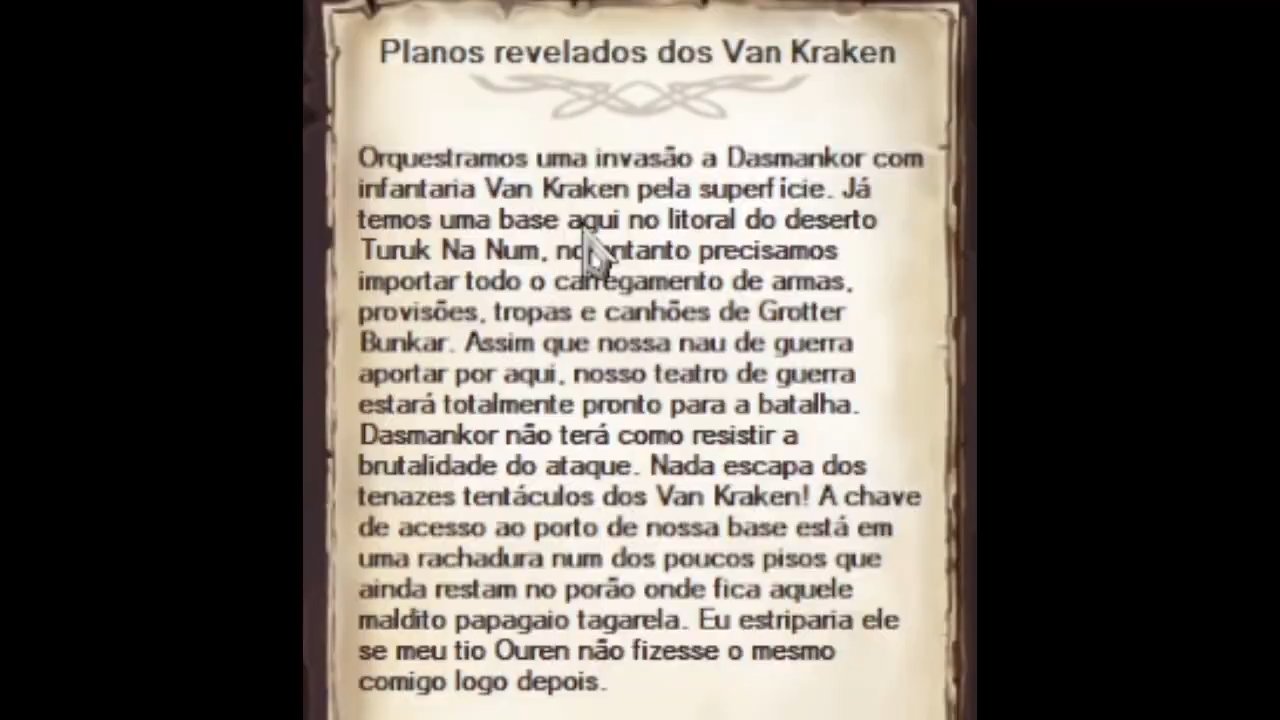 Planos revelados dos Van Kraken
Orquestramos uma invasão a Dasmankor com
infantaria Van Kraken pela superfície. Já
temos uma base aqui no litoral do deserto
Turuk Na Num, no entanto precisamos
importar todo o carregamento de armas,
provisões, tropas e canhões de Grotter
Bunkar. Assim que nossa nau de guerra
aportar por aqui, nosso teatro de guerra
estará totalmente pronto para a batalha.
Dasmankor não terá como resistir a
brutalidade do ataque. Nada escapa dos
tenazes tentáculos dos Van Kraken! A chave
de acesso ao porto de nossa base está em
uma rachadura num dos poucos pisos que
ainda restam no porão onde fica aquele
maldito papagaio tagarela. Eu estriparia ele
se meu tio Ouren não fizesse o mesmo
comigo logo depois.